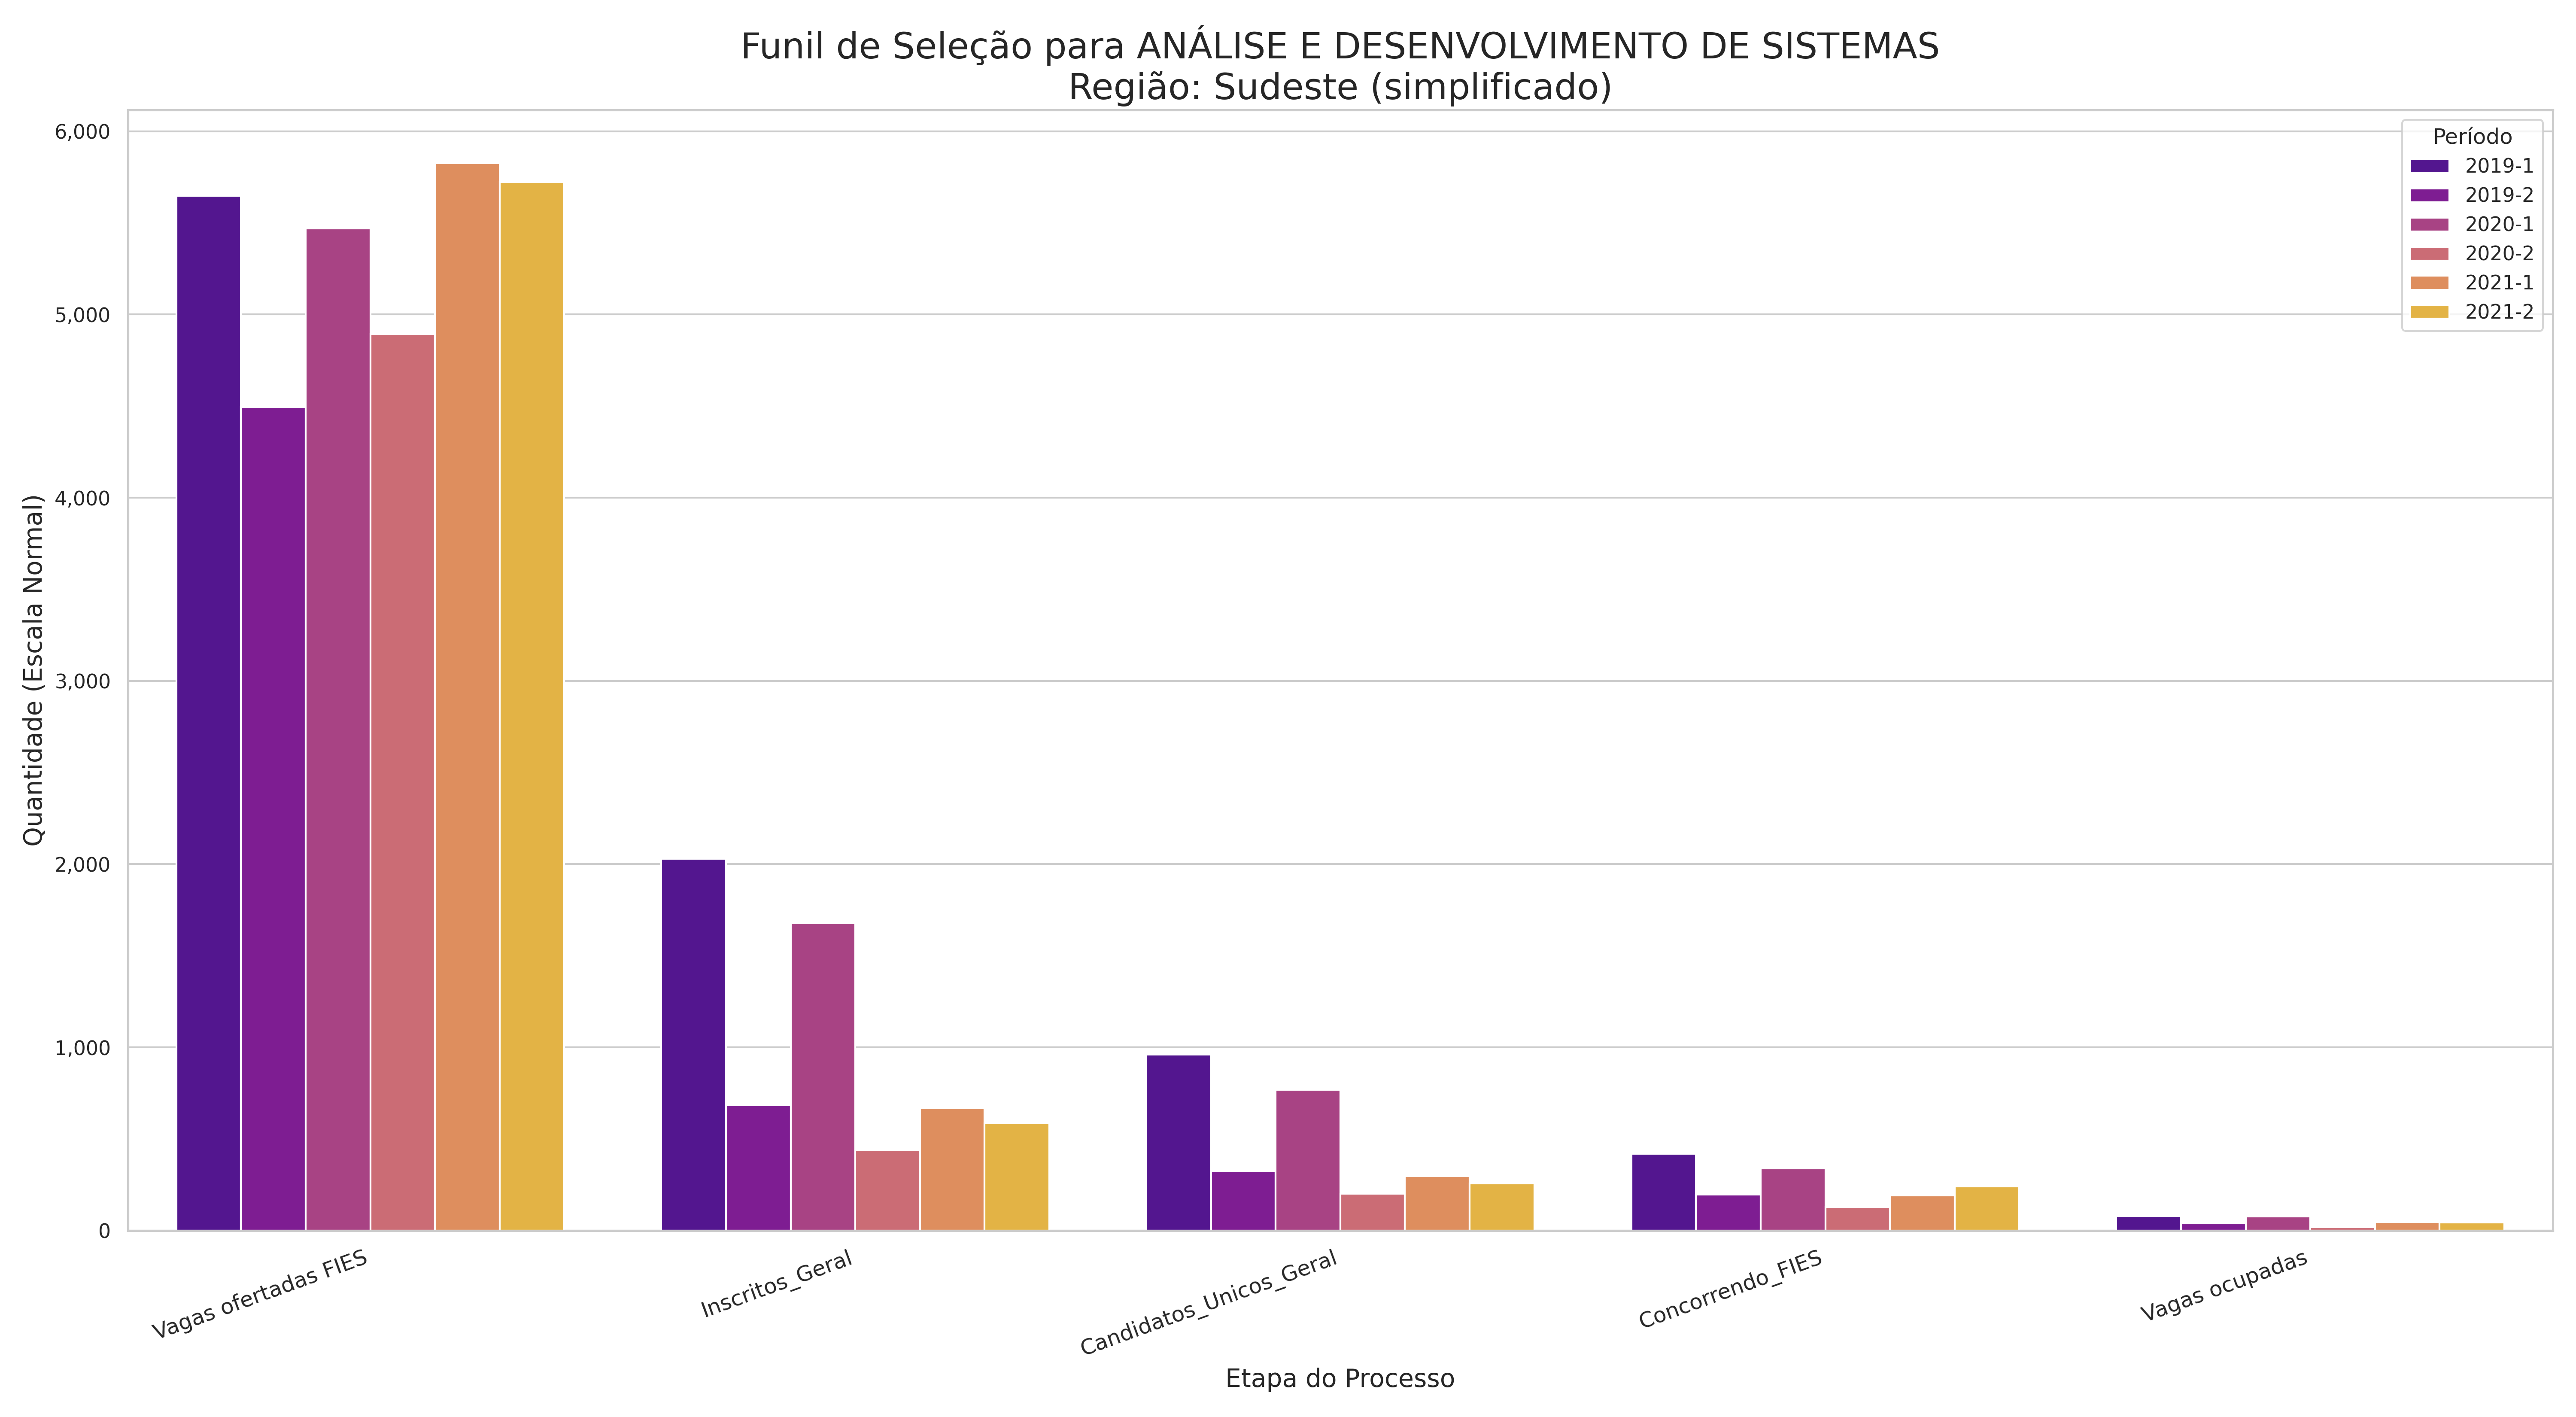 Funil de Seleção para ANÁLISE E DESENVOLVIMENTO DE SISTEMAS
Região: Sudeste (simplificado)
Quantidade (Escala Normal)
6,000
5,000
4,000
3,000
2,000
1,000
0
Período
2019-1
2019-2
2020-1
2020-2
2021-1
2021-2
Vagas ofertadas FIES
Inscritos_Geral
Candidatos_Unicos_Geral
Concorrendo_FIES
Vagas ocupadas
Etapa do Processo